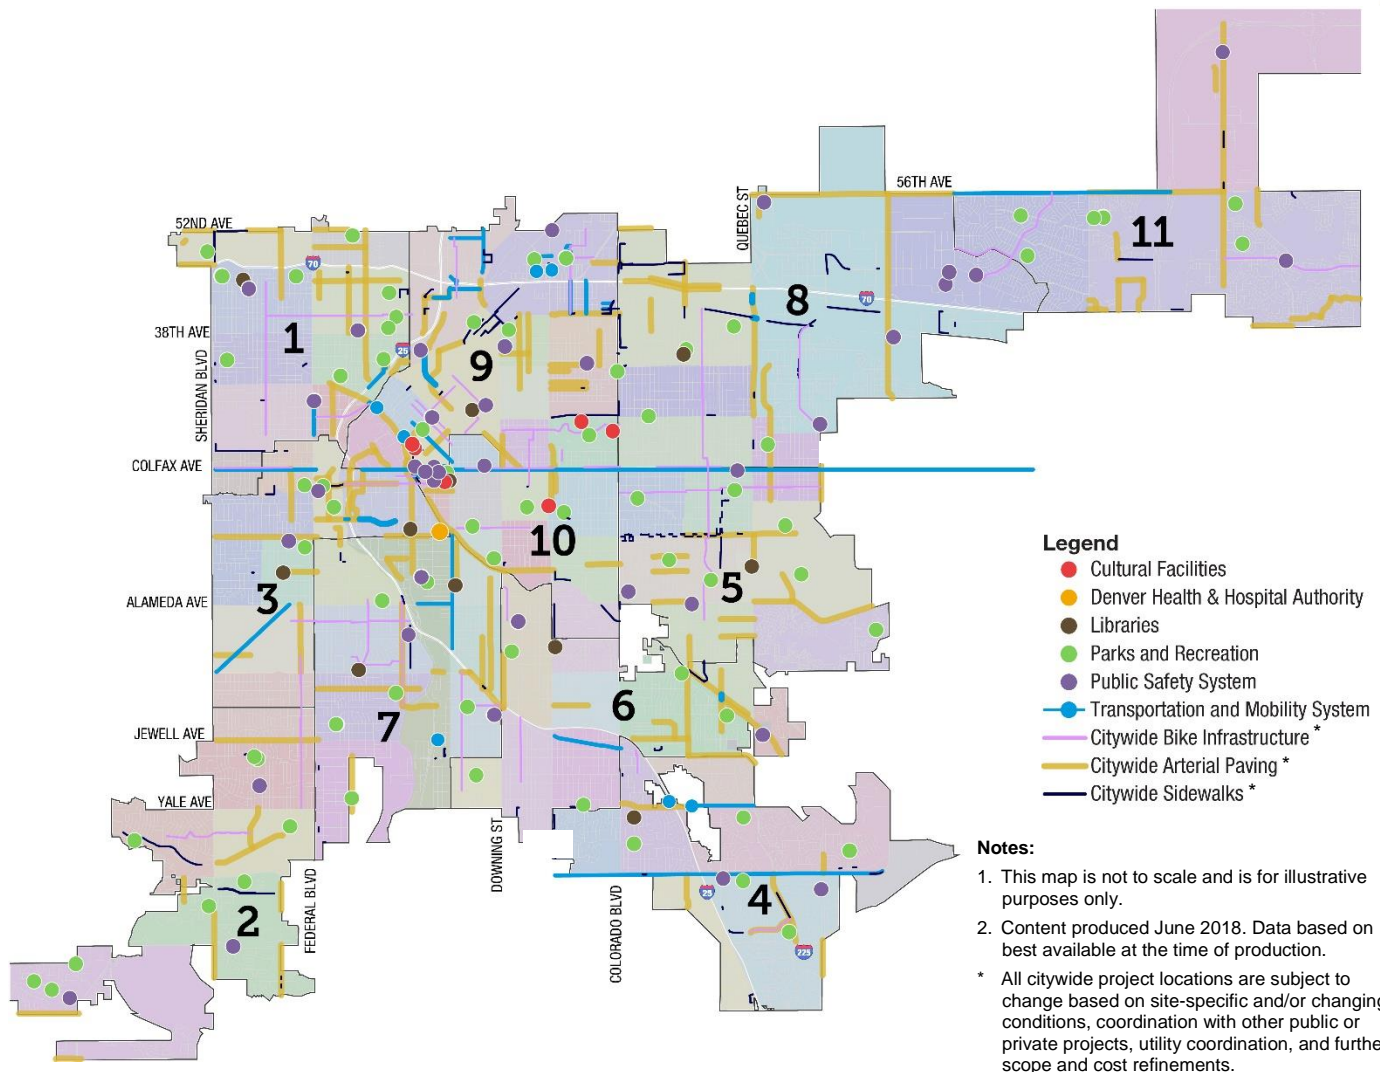 56TH AVE
QUEBEC ST
11
52ND AVE
70
8
70
38TH AVE
1
25
9
SHERIDAN BLVD
COLFAX AVE
10
3
5
ALAMEDA AVE
6
7
JEWELL AVE
YALE AVE
DOWNING ST
FEDERAL BLVD
COLORADO BLVD
25
4
2
225
Legend
Cultural Facilities
Denver Health & Hospital Authority
Libraries
Parks and Recreation
Public Safety System
Transportation and Mobility System
Citywide Bike Infrastructure *
Citywide Arterial Paving *
Citywide Sidewalks *
Notes:
1. This map is not to scale and is for illustrative
purposes only.
2. Content produced June 2018. Data based on
best available at the time of production.
* All citywide project locations are subject to
change based on site-specific and/or changing
conditions, coordination with other public or
private projects, utility coordination, and furthe
scope and cost refinements.